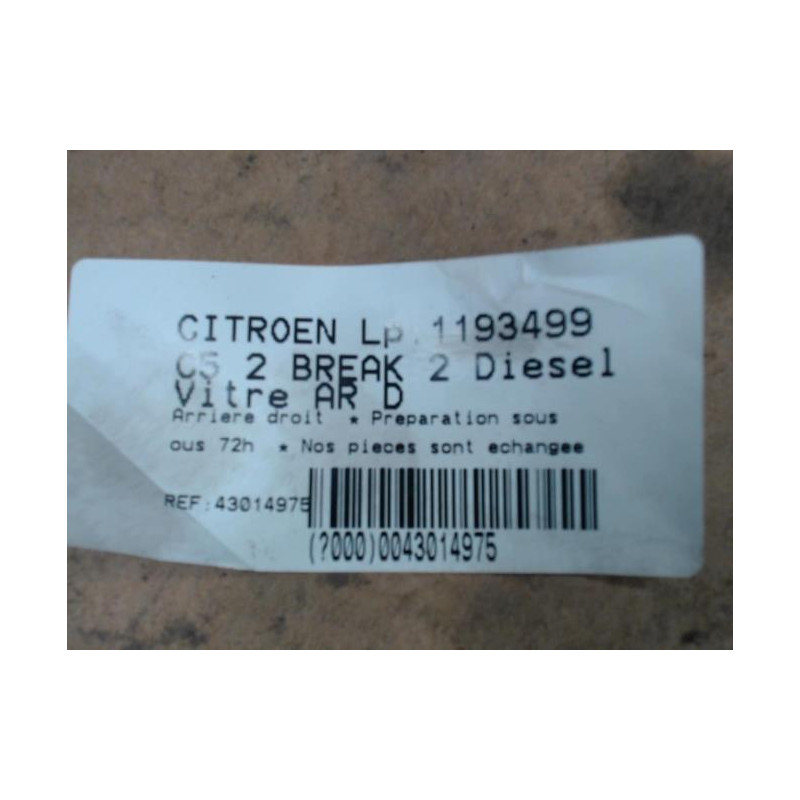 CITROEN Lp.1193499
C5 2 BREAK 2 Diesel
Vitre AR D
Arriere droit * Preparation sous
ous 72h * Nos pieces sont echangee
REF:43014975
(?000)0043014975